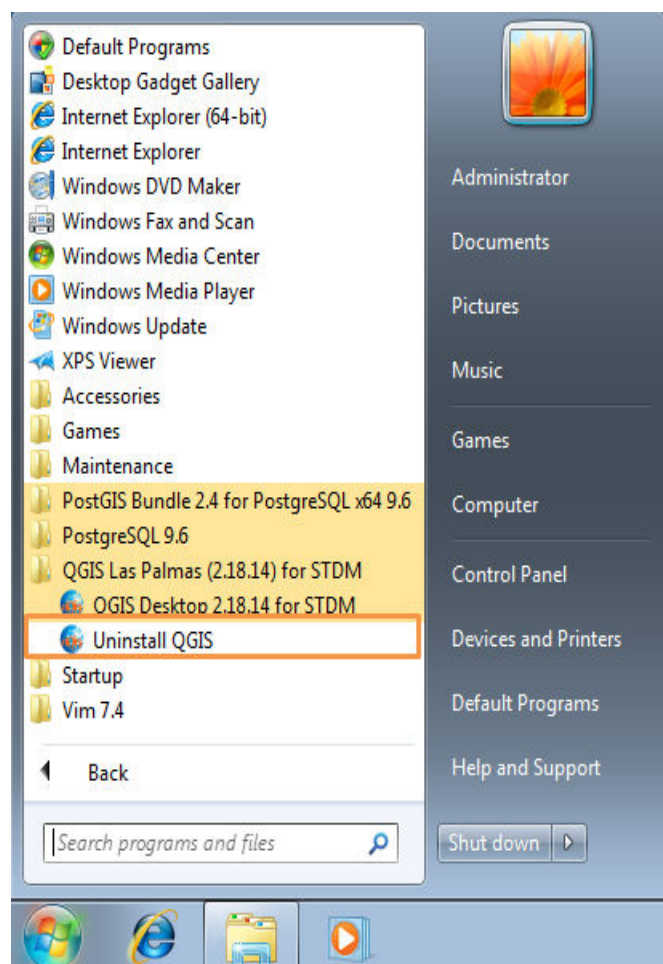 Default Programs
Desktop Gadget Gallery
Internet Explorer (64-bit)
Internet Explorer
Windows DVD Maker
Windows Fax and Scan
Windows Media Center
Windows Media Player
Windows Update
XPS Viewer
Accessories
Games
Maintenance
PostGIS Bundle 2.4 for PostgreSQL x64 9.6
PostgreSQL 9.6
QGIS Las Palmas (2.18.14) for STDM
QGIS Desktop 2.18.14 for STDM
Uninstall QGIS
Startup
Vim 7.4
Back
Search programs and files
Administrator
Documents
Pictures
Music
Games
Computer
Control Panel
Devices and Printers
Default Programs
Help and Support
Shut down